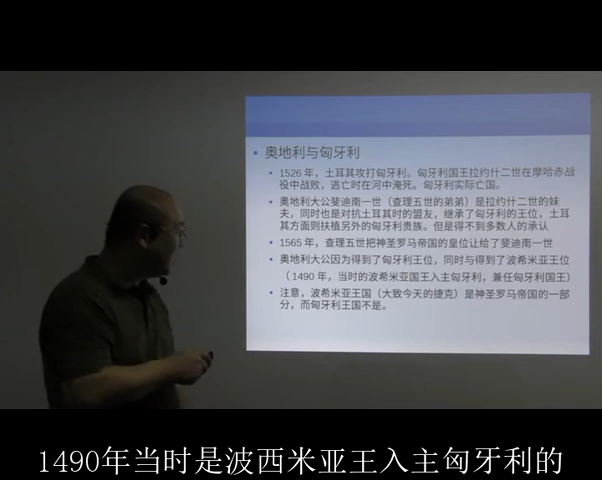 奥地利与匈牙利
1526 年，土耳其攻打匈牙利。匈牙利国王拉约什二世在摩哈赤战
役中战败，逃亡时在河中淹死。匈牙利实际亡国。
奥地利大公斐迪南一世（查理五世的弟弟）是拉约什二世的妹
夫，同时也是对抗土耳其时的盟友，继承了匈牙利的王位，土耳
其方面则扶植另外的匈牙利贵族。但是得不到多数人的承认
1565 年，查理五世把神圣罗马帝国的皇位让给了斐迪南一世
奥地利大公因为得到了匈牙利王位，同时与得到了波希米亚王位
（1490 年，当时的波希米亚国王入主匈牙利，兼任匈牙利国王）
注意，波希米亚王国（大致今天的捷克）是神圣罗马帝国的一部
分，而匈牙利王国不是。
1490年当时是波西米亚王入主匈牙利的